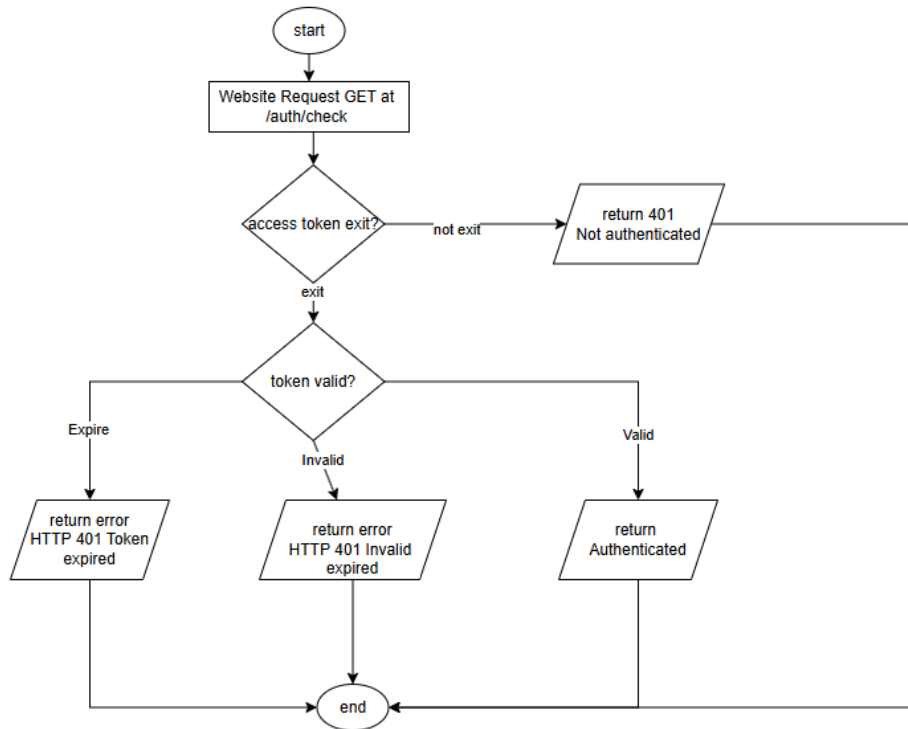 start
Website Request GET at
/auth/check
access token exit?
not exit
return 401
Not authenticated
exit
token valid?
Expire
Invalid
Valid
return error
HTTP 401 Token
expired
return error
HTTP 401 Invalid
expired
return
Authenticated
end